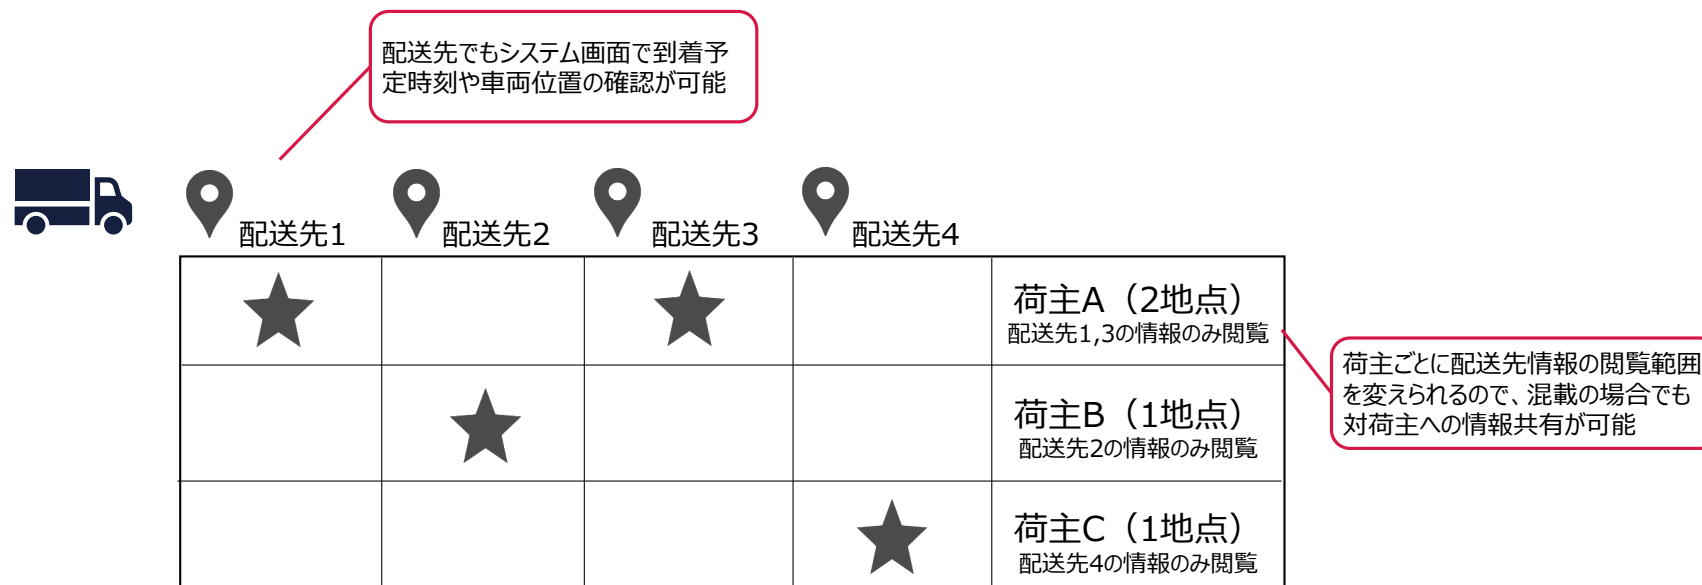 配送先でもシステム画面で到着予
定時刻や車両位置の確認が可能
配送先1
配送先2
配送先3
配送先4
荷主A（2地点）
配送先1,3の情報のみ閲覧
荷主ごとに配送先情報の閲覧範囲
を変えられるので、混載の場合でも
対荷主への情報共有が可能
荷主B（1地点）
配送先2の情報のみ閲覧
荷主C（1地点）
配送先4の情報のみ閲覧